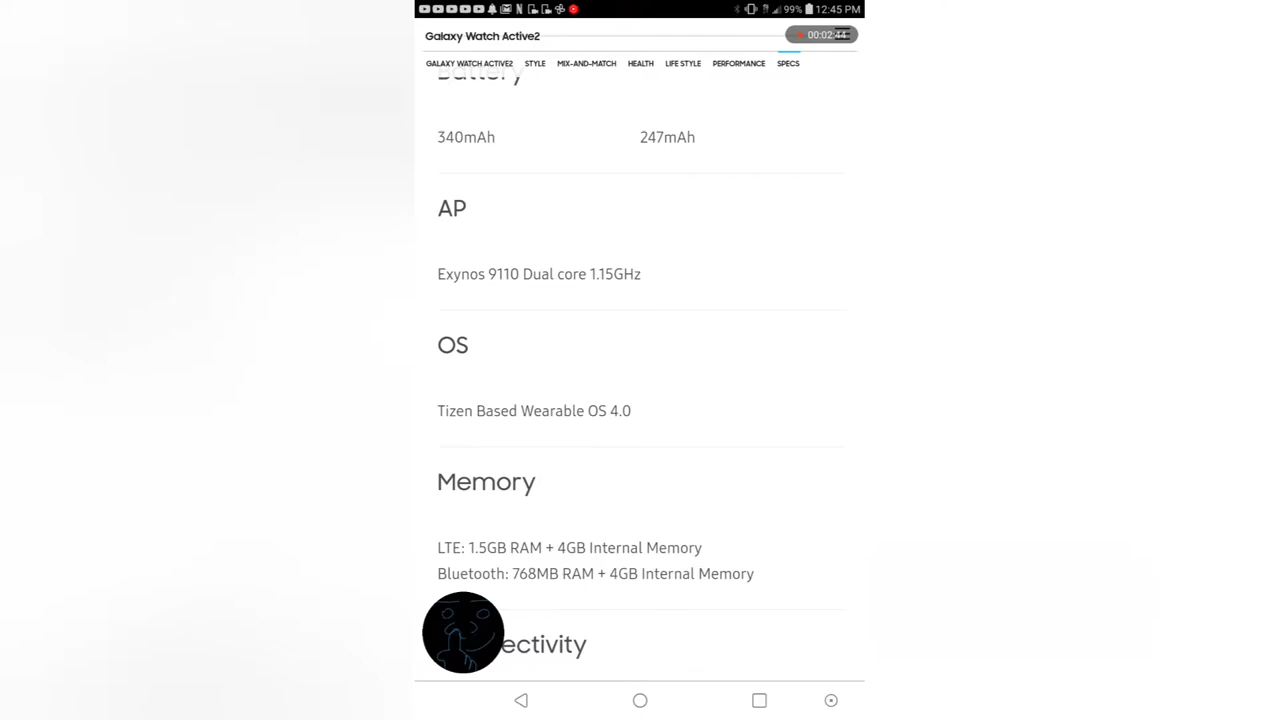 N 99% 12:45 PM
Galaxy Watch Active2
00:02:44
GALAXY WATCH ACTIVE2 STYLE MIX-AND-MATCH HEALTH LIFE STYLE PERFORMANCE SPECS
Battery
340mAh 247mAh
AP
Exynos 9110 Dual core 1.15GHz
OS
Tizen Based Wearable OS 4.0
Memory
LTE: 1.5GB RAM + 4GB Internal Memory
Bluetooth: 768MB RAM + 4GB Internal Memory
ectivity